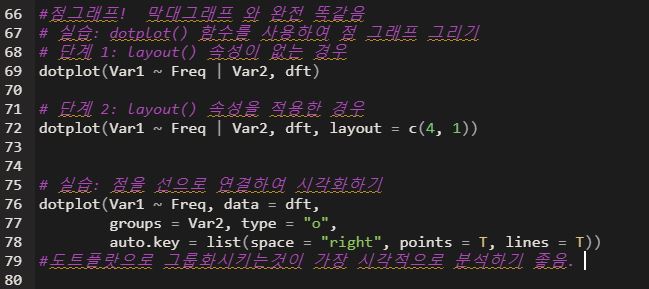 66 #점그래프!  막대그래프 와 완전 똑같음
67 # 실습: dotplot() 함수를 사용하여 점 그래프 그리기
68 # 단계 1: layout() 속성이 없는 경우
69 dotplot(Var1 ~ Freq | Var2, dft)
70
71 # 단계 2: layout() 속성을 적용한 경우
72 dotplot(Var1 ~ Freq | Var2, dft, layout = c(4, 1))
73
74
75 # 실습: 점을 선으로 연결하여 시각화하기
76 dotplot(Var1 ~ Freq, data = dft,
77         groups = Var2, type = "o",
78         auto.key = list(space = "right", points = T, lines = T))
79 #도트플랏으로 그룹화시키는것이 가장 시각적으로 분석하기 좋음.
80